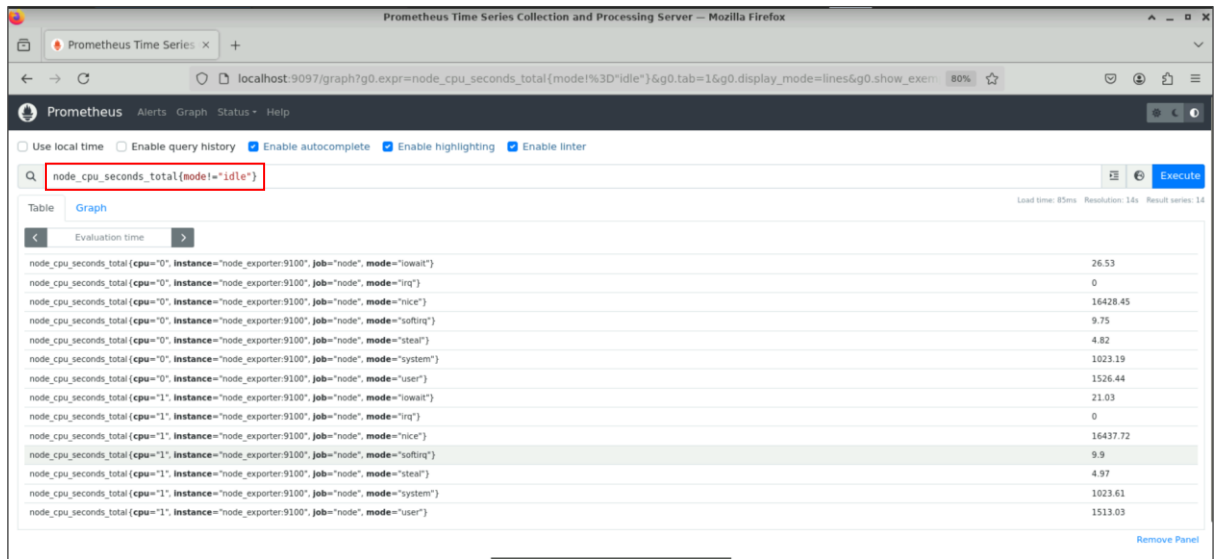 Prometheus Time Series Collection and Processing Server — Mozilla Firefox
Prometheus Time Series
localhost:9097/graph?g0.expr=node_cpu_seconds_total{mode!%3D"idle"}&g0.tab=1&g0.display_mode=lines&g0.show_exem 80%
Prometheus Alerts Graph Status Help
Use local time Enable query history Enable autocomplete Enable highlighting Enable linter
node_cpu_seconds_total{mode!="idle"} Execute
Table Graph Load time: 85ms Resolution: 14s Result series: 14
< Evaluation time >
node_cpu_seconds_total{cpu="0", instance="node_exporter:9100", job="node", mode="iowait"} 26.53
node_cpu_seconds_total{cpu="0", instance="node_exporter:9100", job="node", mode="irq"} 0
node_cpu_seconds_total{cpu="0", instance="node_exporter:9100", job="node", mode="nice"} 16428.45
node_cpu_seconds_total{cpu="0", instance="node_exporter:9100", job="node", mode="softirq"} 9.75
node_cpu_seconds_total{cpu="0", instance="node_exporter:9100", job="node", mode="steal"} 4.82
node_cpu_seconds_total{cpu="0", instance="node_exporter:9100", job="node", mode="system"} 1023.19
node_cpu_seconds_total{cpu="0", instance="node_exporter:9100", job="node", mode="user"} 1526.44
node_cpu_seconds_total{cpu="1", instance="node_exporter:9100", job="node", mode="iowait"} 21.03
node_cpu_seconds_total{cpu="1", instance="node_exporter:9100", job="node", mode="irq"} 0
node_cpu_seconds_total{cpu="1", instance="node_exporter:9100", job="node", mode="nice"} 16437.72
node_cpu_seconds_total{cpu="1", instance="node_exporter:9100", job="node", mode="softirq"} 9.9
node_cpu_seconds_total{cpu="1", instance="node_exporter:9100", job="node", mode="steal"} 4.97
node_cpu_seconds_total{cpu="1", instance="node_exporter:9100", job="node", mode="system"} 1023.61
node_cpu_seconds_total{cpu="1", instance="node_exporter:9100", job="node", mode="user"} 1513.03
Remove Panel